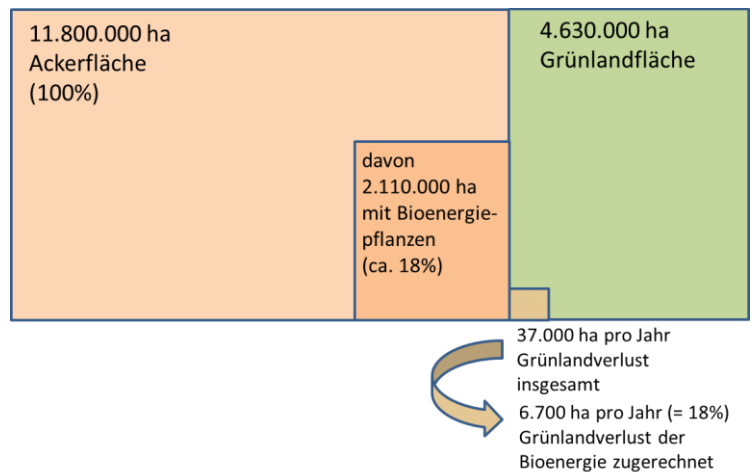 11.800.000 ha
Ackerfläche
(100%)
4.630.000 ha
Grünlandfläche
davon
2.110.000 ha
mit Bioenergie-
pflanzen
(ca. 18%)
37.000 ha pro Jahr
Grünlandverlust
insgesamt
6.700 ha pro Jahr (= 18%)
Grünlandverlust der
Bioenergie zugerechnet